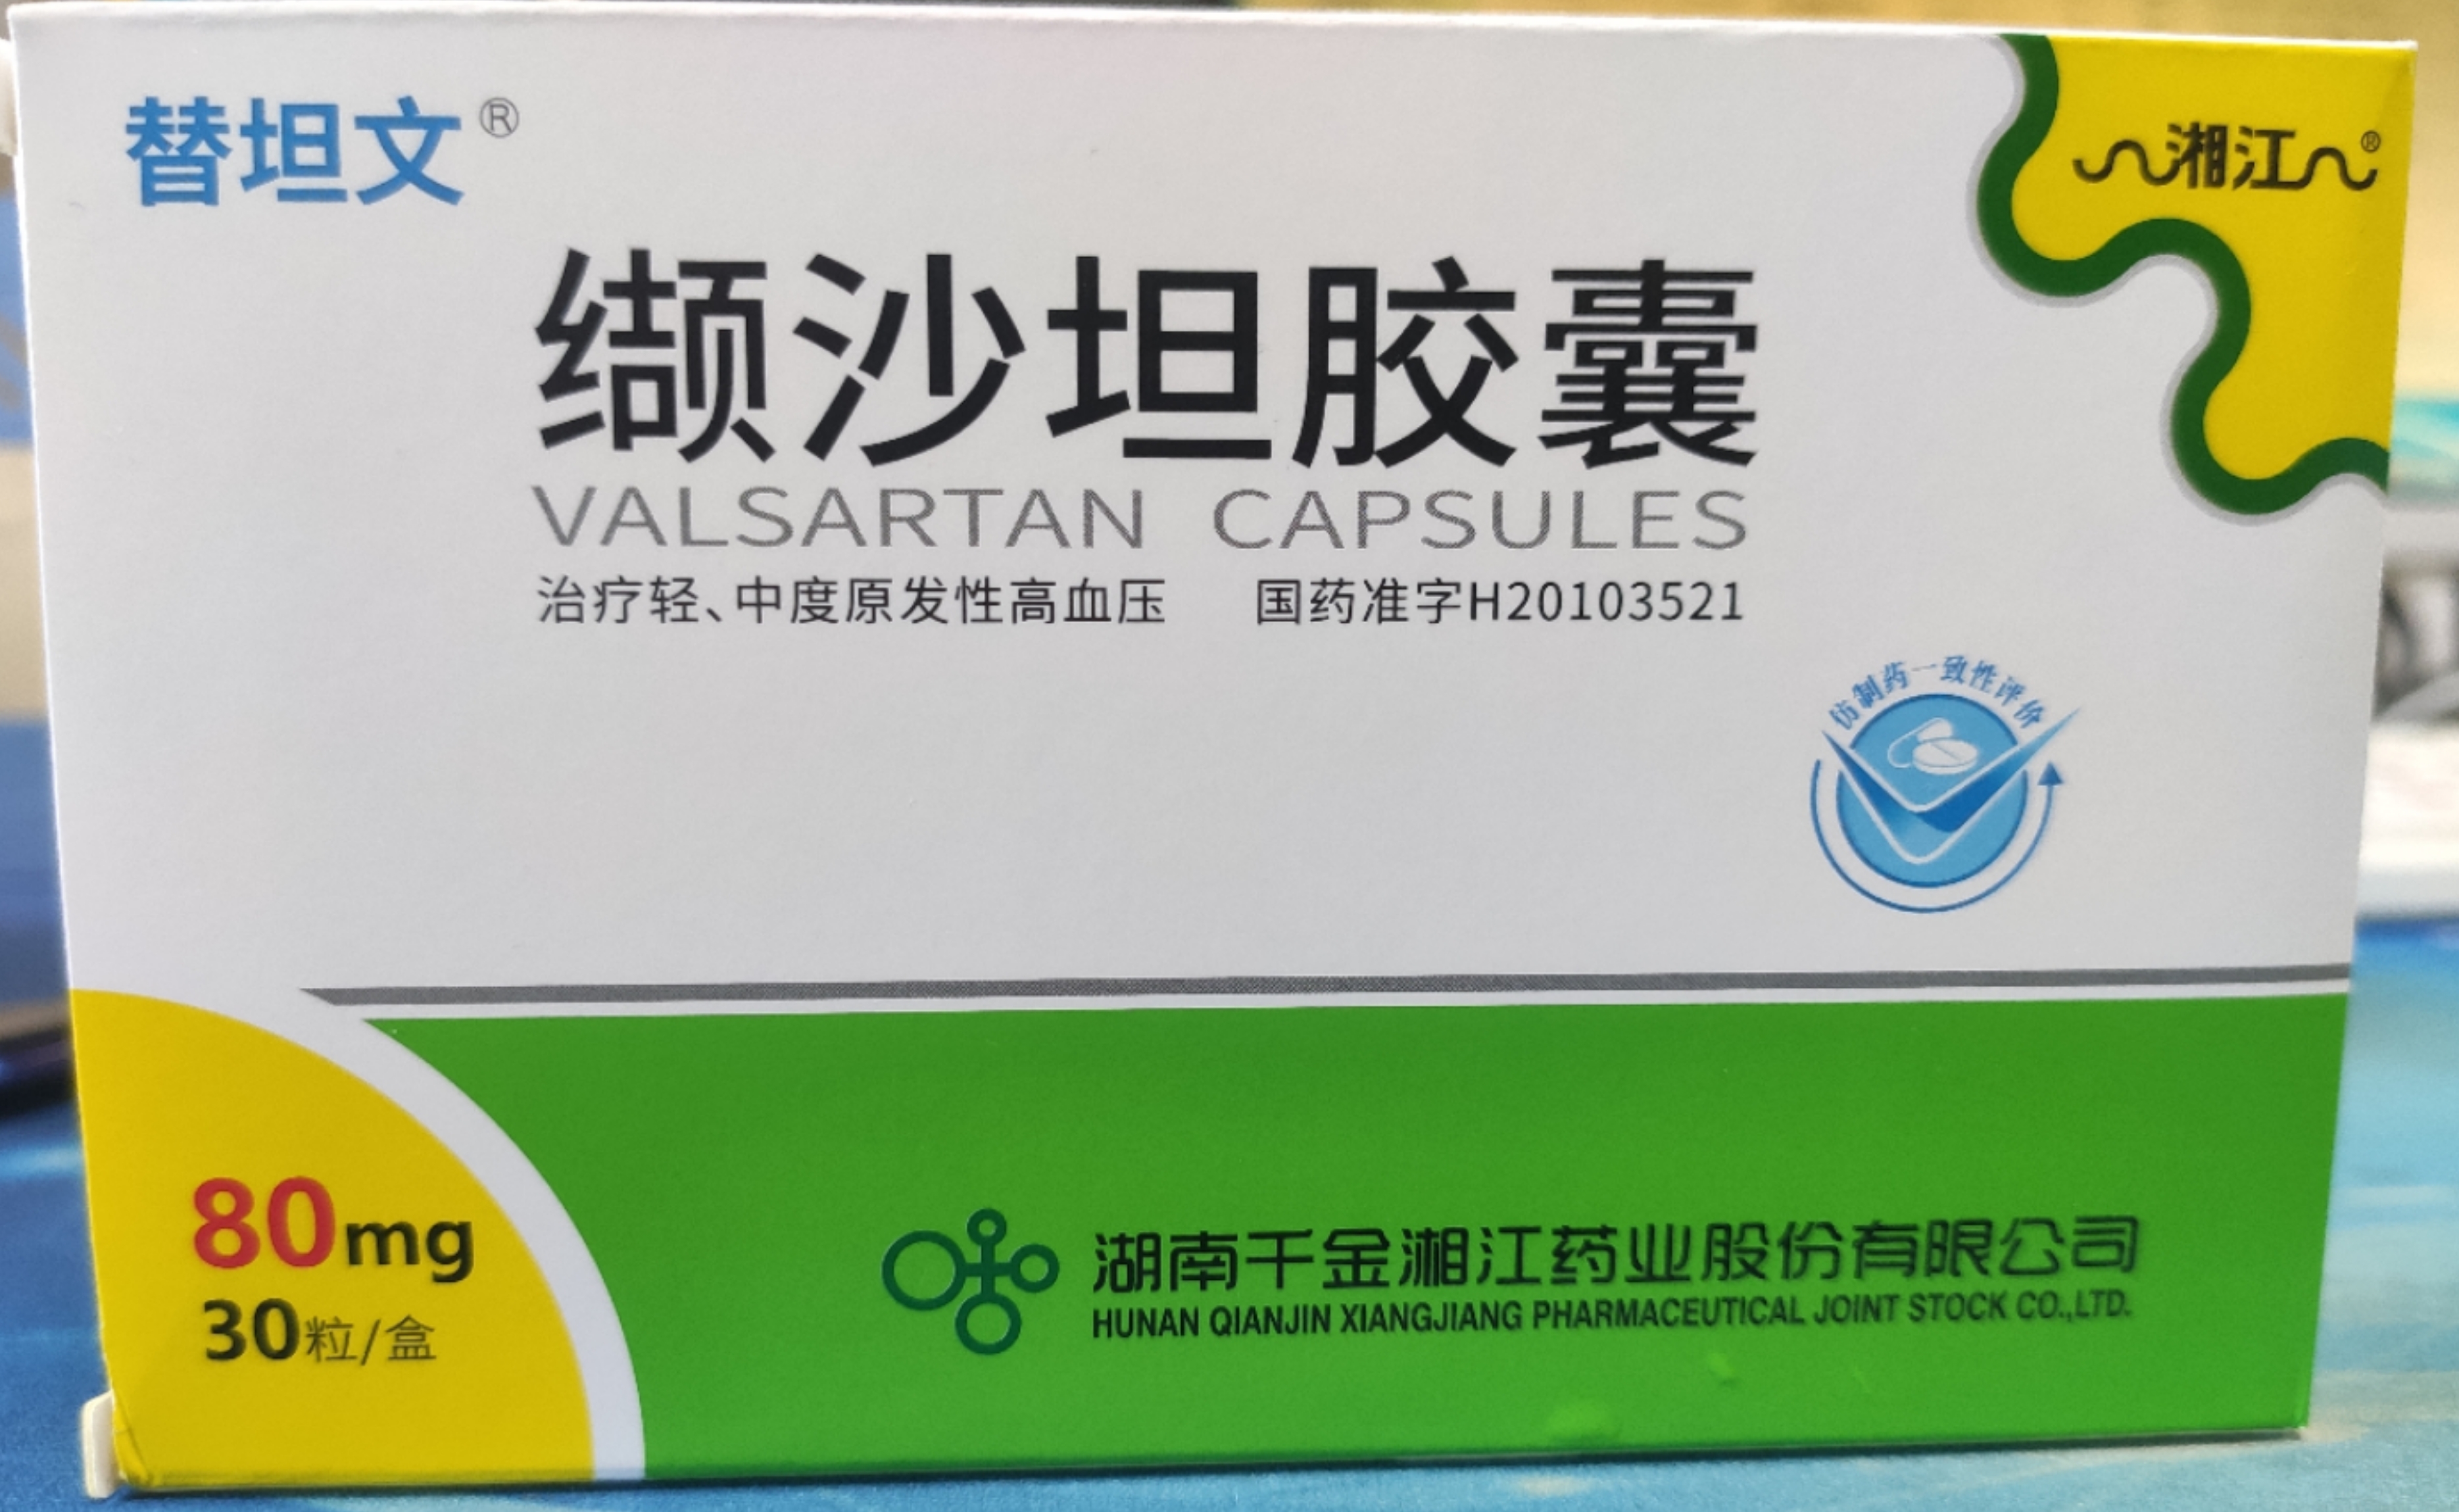 替坦文®
湘江®
缬沙坦胶囊
VALSARTAN CAPSULES
治疗轻、中度原发性高血压 国药准字H20103521
仿制药一致性评价
80mg
30粒/盒
湖南千金湘江药业股份有限公司
HUNAN QIANJIN XIANGJIANG PHARMACEUTICAL JOINT STOCK CO.,LTD.